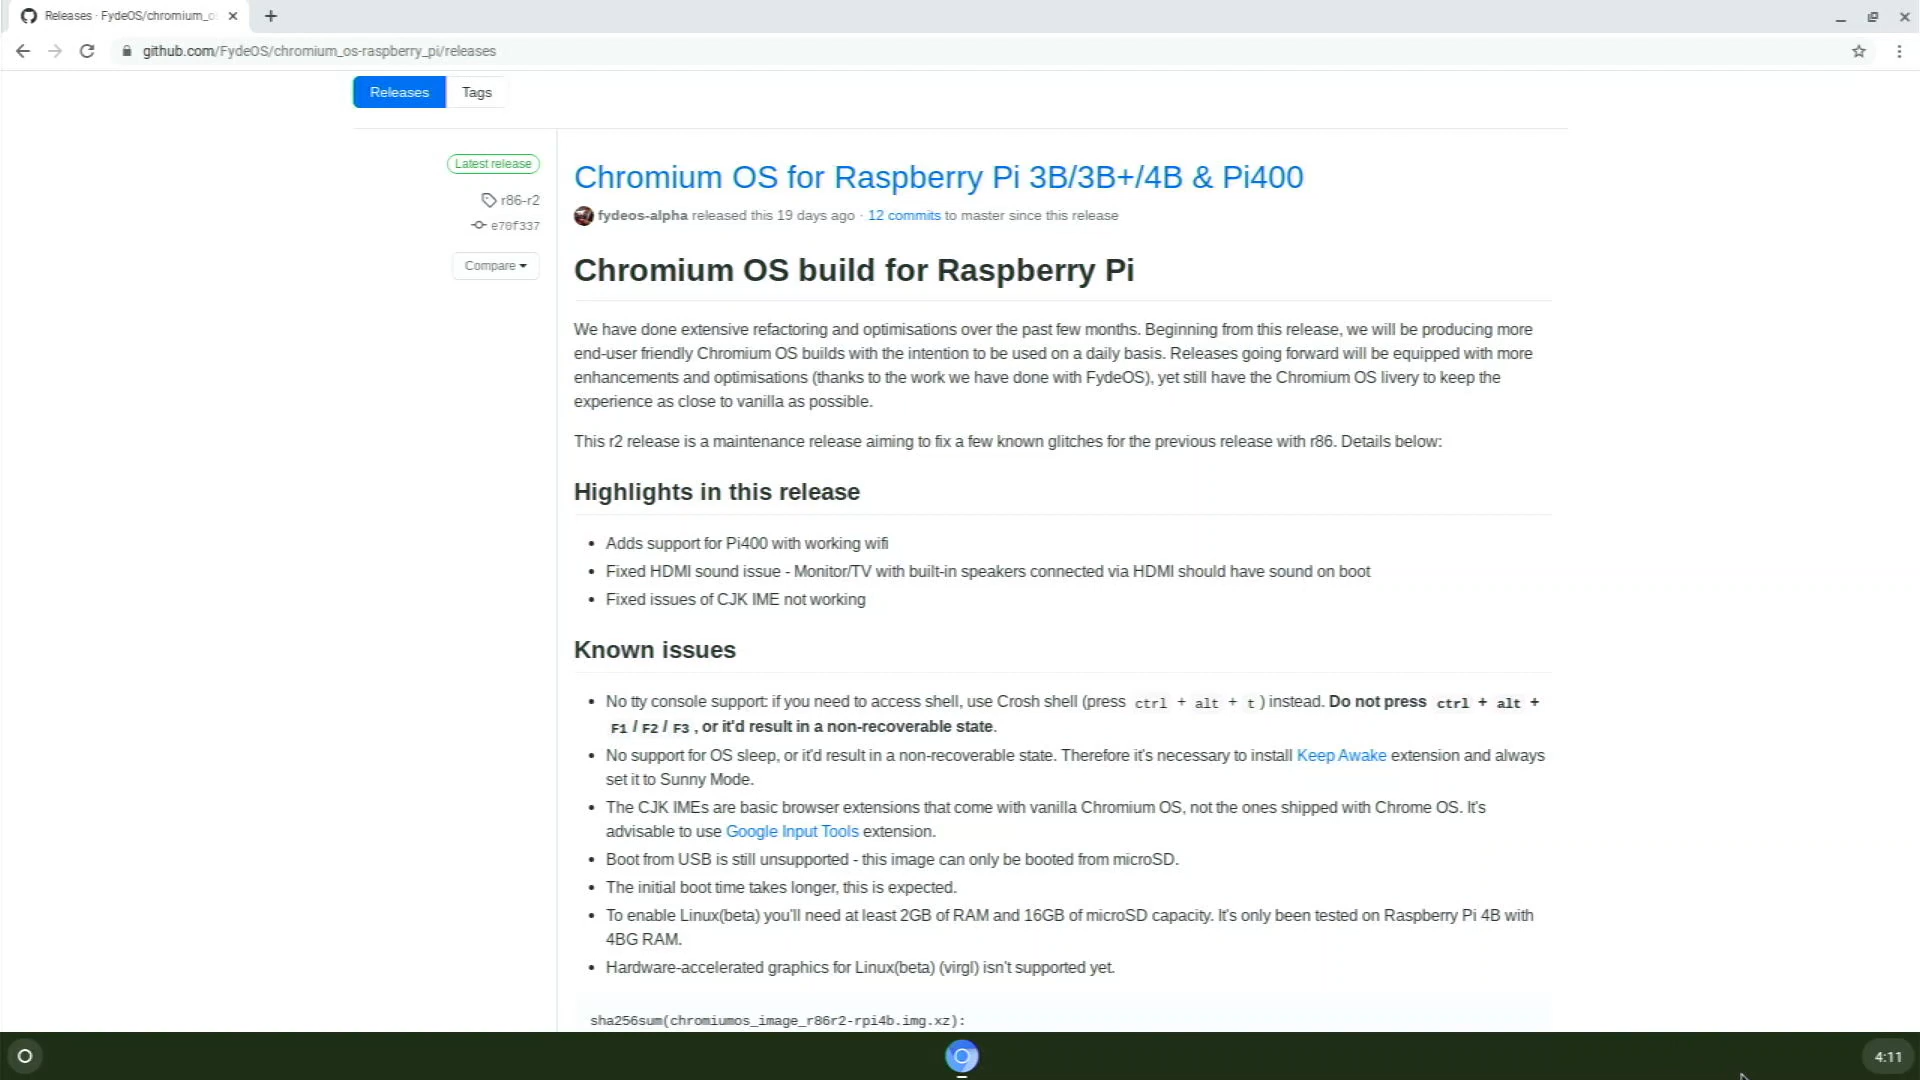 Releases · FydeOS/chromium_o
github.com/FydeOS/chromium_os-raspberry_pi/releases
Releases
Tags
Latest release
r86-r2
e70f337
Compare
Chromium OS for Raspberry Pi 3B/3B+/4B & Pi400
fydeos-alpha released this 19 days ago · 12 commits to master since this release
Chromium OS build for Raspberry Pi
We have done extensive refactoring and optimisations over the past few months. Beginning from this release, we will be producing more
end-user friendly Chromium OS builds with the intention to be used on a daily basis. Releases going forward will be equipped with more
enhancements and optimisations (thanks to the work we have done with FydeOS), yet still have the Chromium OS livery to keep the
experience as close to vanilla as possible.
This r2 release is a maintenance release aiming to fix a few known glitches for the previous release with r86. Details below:
Highlights in this release
• Adds support for Pi400 with working wifi
• Fixed HDMI sound issue - Monitor/TV with built-in speakers connected via HDMI should have sound on boot
• Fixed issues of CJK IME not working
Known issues
• No tty console support: if you need to access shell, use Crosh shell (press ctrl + alt + t ) instead. Do not press ctrl + alt +
F1 / F2 / F3 , or it'd result in a non-recoverable state.
• No support for OS sleep, or it'd result in a non-recoverable state. Therefore it's necessary to install Keep Awake extension and always
set it to Sunny Mode.
• The CJK IMEs are basic browser extensions that come with vanilla Chromium OS, not the ones shipped with Chrome OS. It's
advisable to use Google Input Tools extension.
• Boot from USB is still unsupported - this image can only be booted from microSD.
• The initial boot time takes longer, this is expected.
• To enable Linux(beta) you'll need at least 2GB of RAM and 16GB of microSD capacity. It's only been tested on Raspberry Pi 4B with
4BG RAM.
• Hardware-accelerated graphics for Linux(beta) (virgl) isn't supported yet.
sha256sum(chromiumos_image_r86r2-rpi4b.img.xz):
4:11